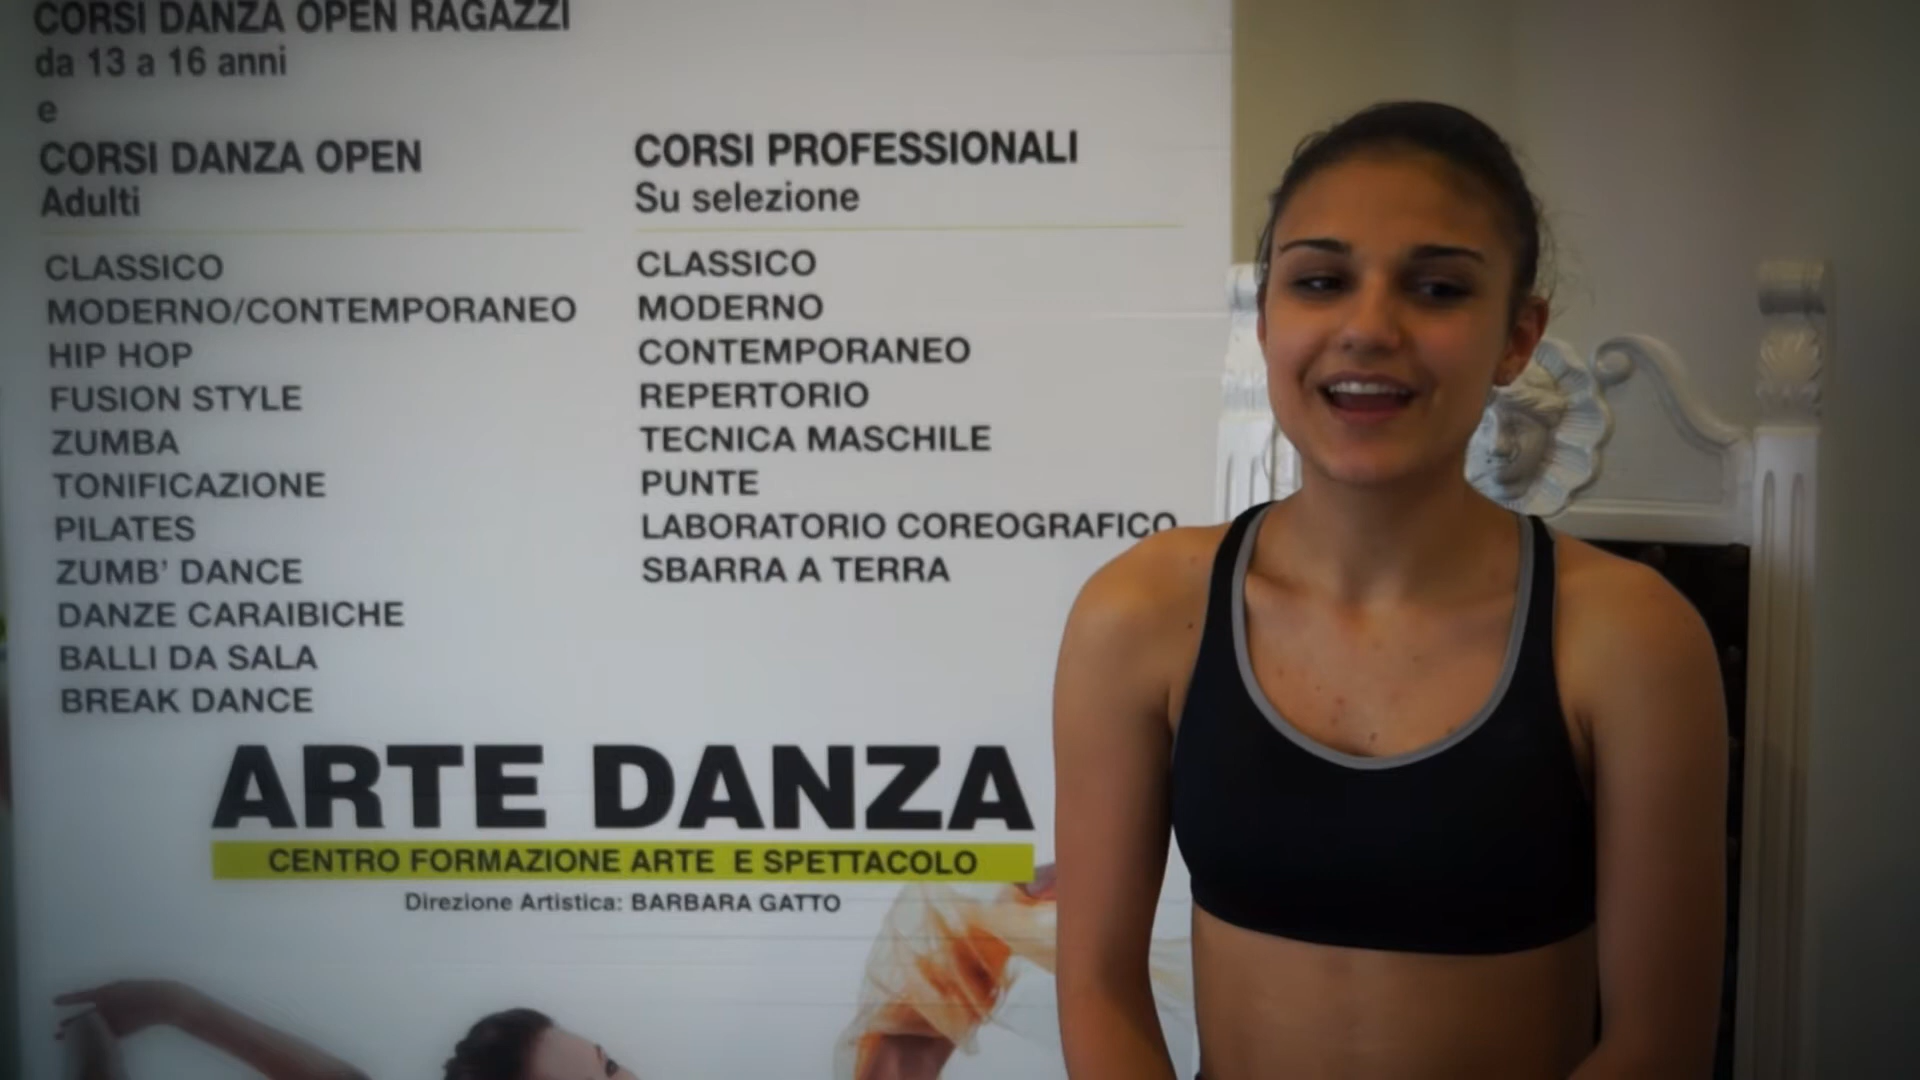 CORSI DANZA OPEN RAGAZZI
da 13 a 16 anni
e
CORSI DANZA OPEN
Adulti
CLASSICO
MODERNO/CONTEMPORANEO
HIP HOP
FUSION STYLE
ZUMBA
TONIFICAZIONE
PILATES
ZUMB' DANCE
DANZE CARAIBICHE
BALLI DA SALA
BREAK DANCE
CORSI PROFESSIONALI
Su selezione
CLASSICO
MODERNO
CONTEMPORANEO
REPERTORIO
TECNICA MASCHILE
PUNTE
LABORATORIO COREOGRAFICO
SBARRA A TERRA
ARTE DANZA
CENTRO FORMAZIONE ARTE E SPETTACOLO
Direzione Artistica: BARBARA GATTO